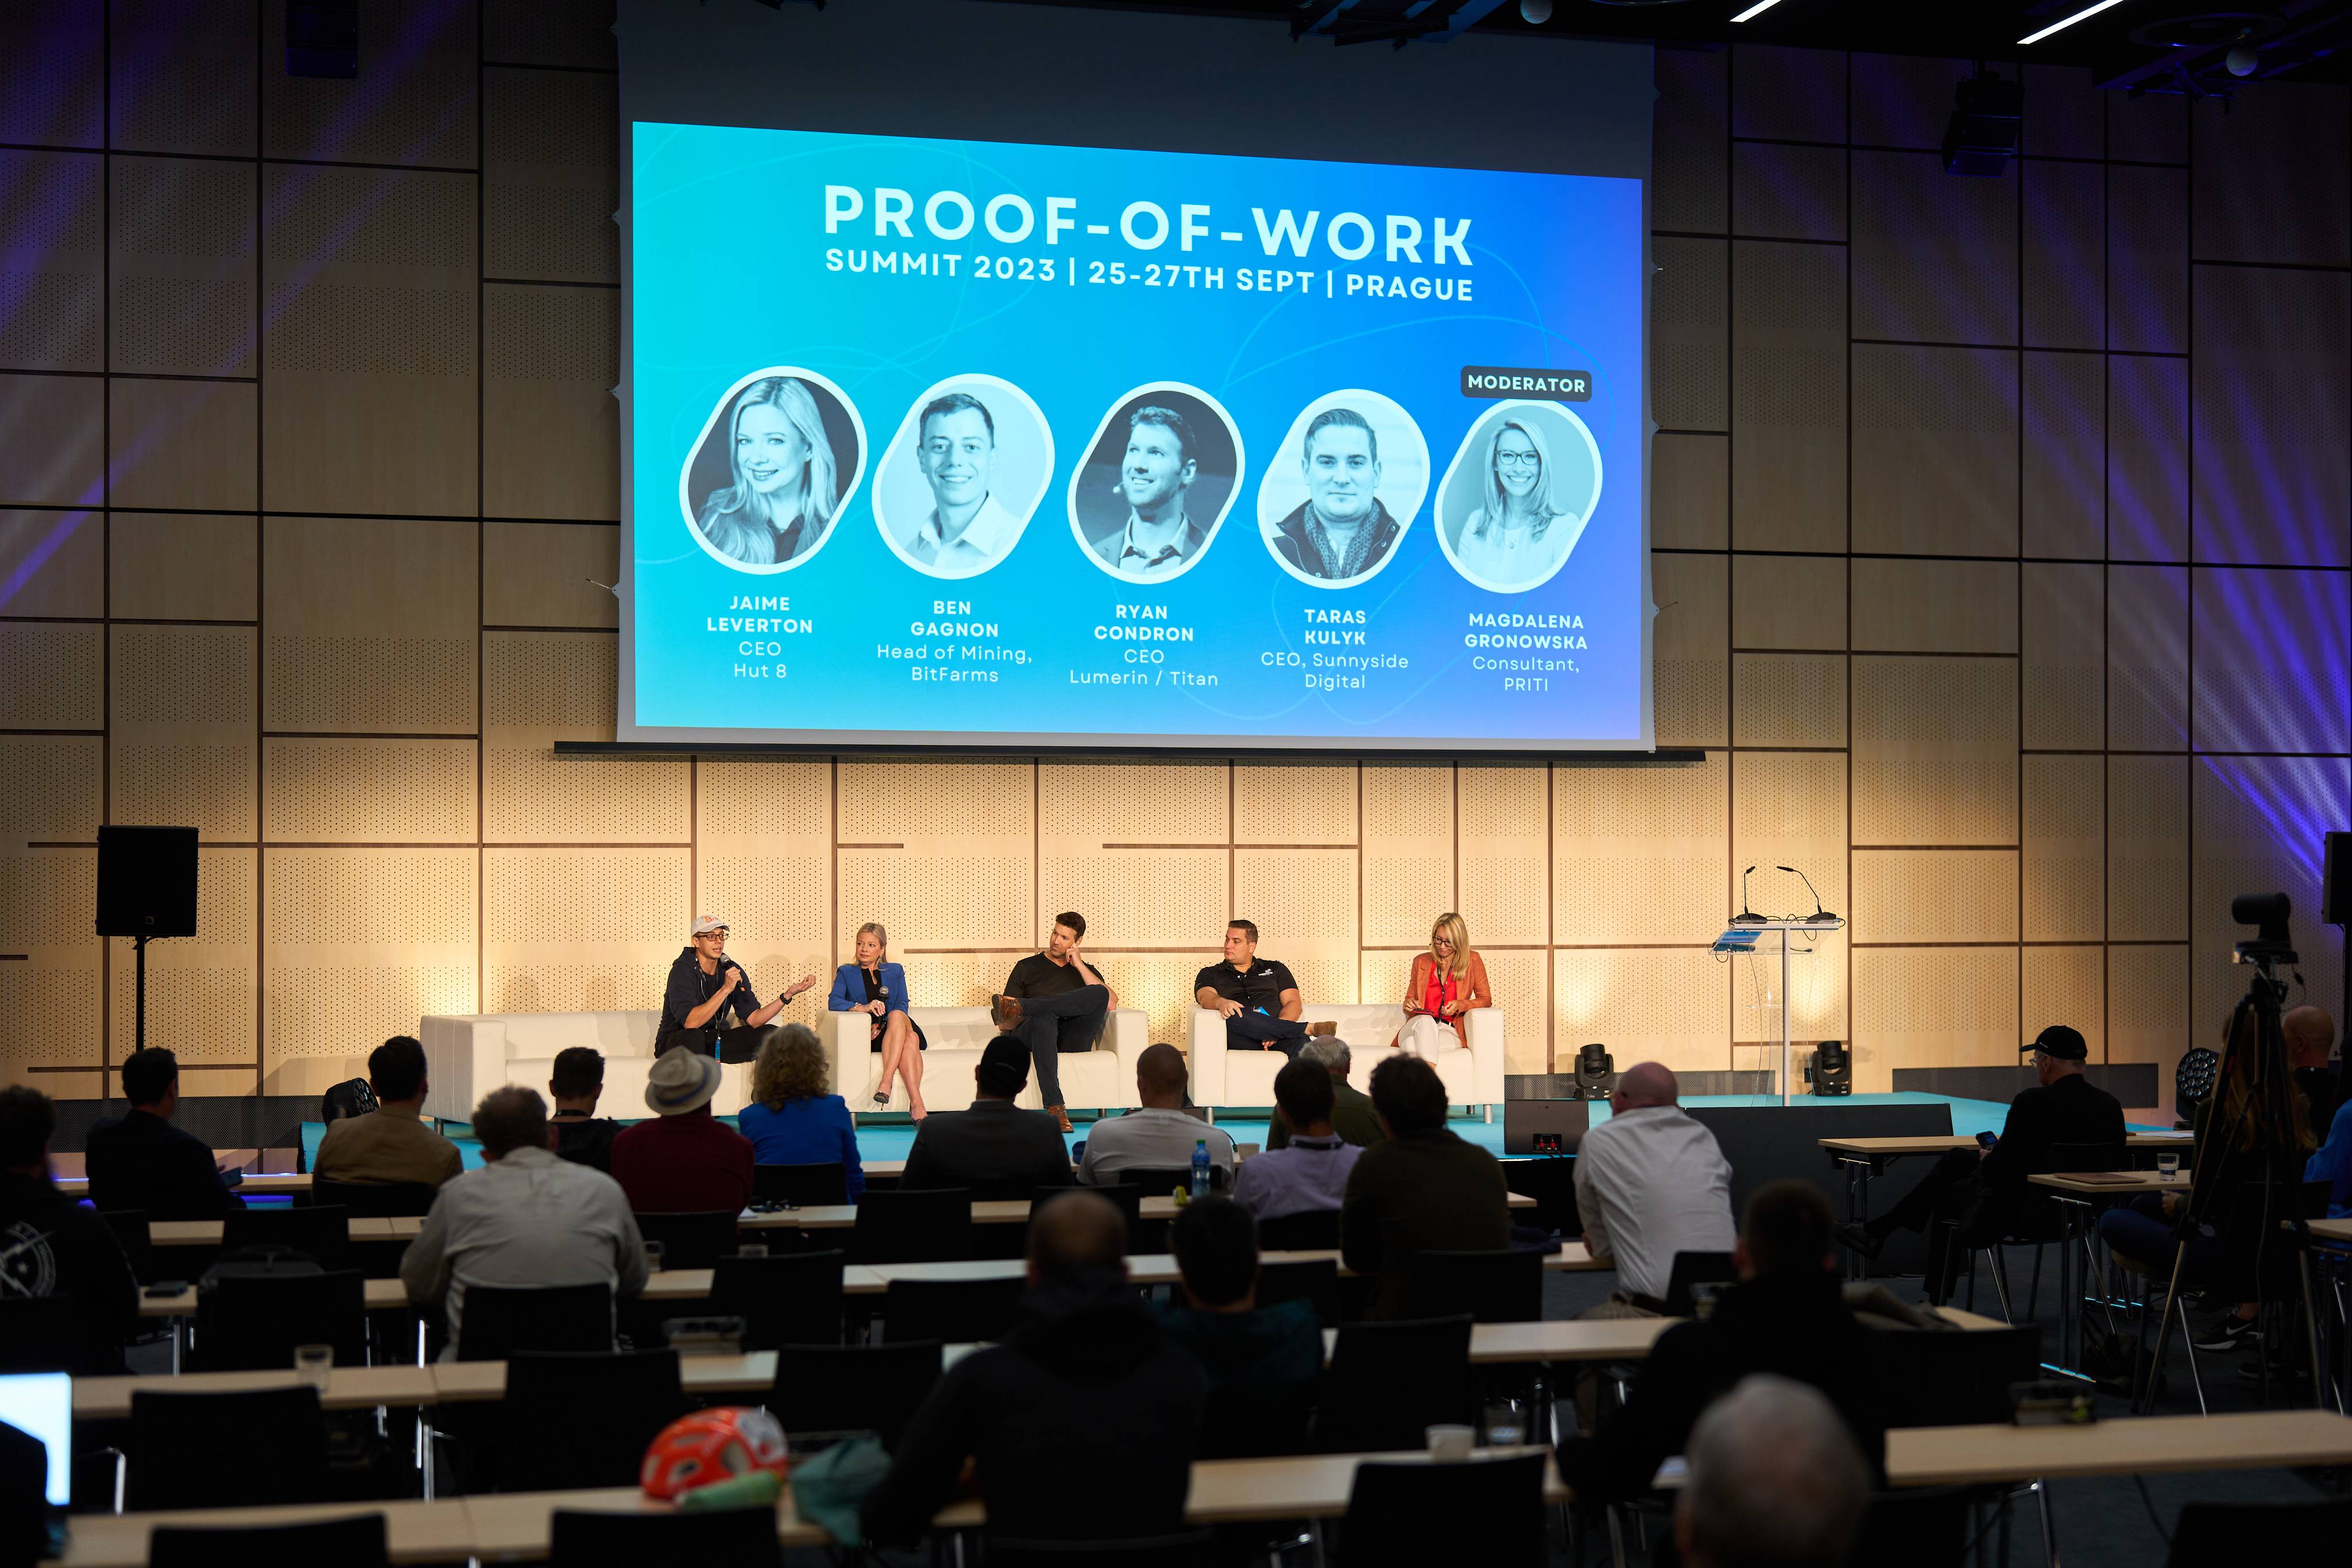 PROOF-OF-WORK
SUMMIT 2023 | 25-27TH SEPT | PRAGUE
MODERATOR
JAIME
LEVERTON
CEO
Hut 8
BEN
GAGNON
Head of Mining,
BitFarms
RYAN
CONDRON
CEO
Lumerin / Titan
TARAS
KULYK
CEO, Sunnyside
Digital
MAGDALENA
GRONOWSKA
Consultant,
PRITI